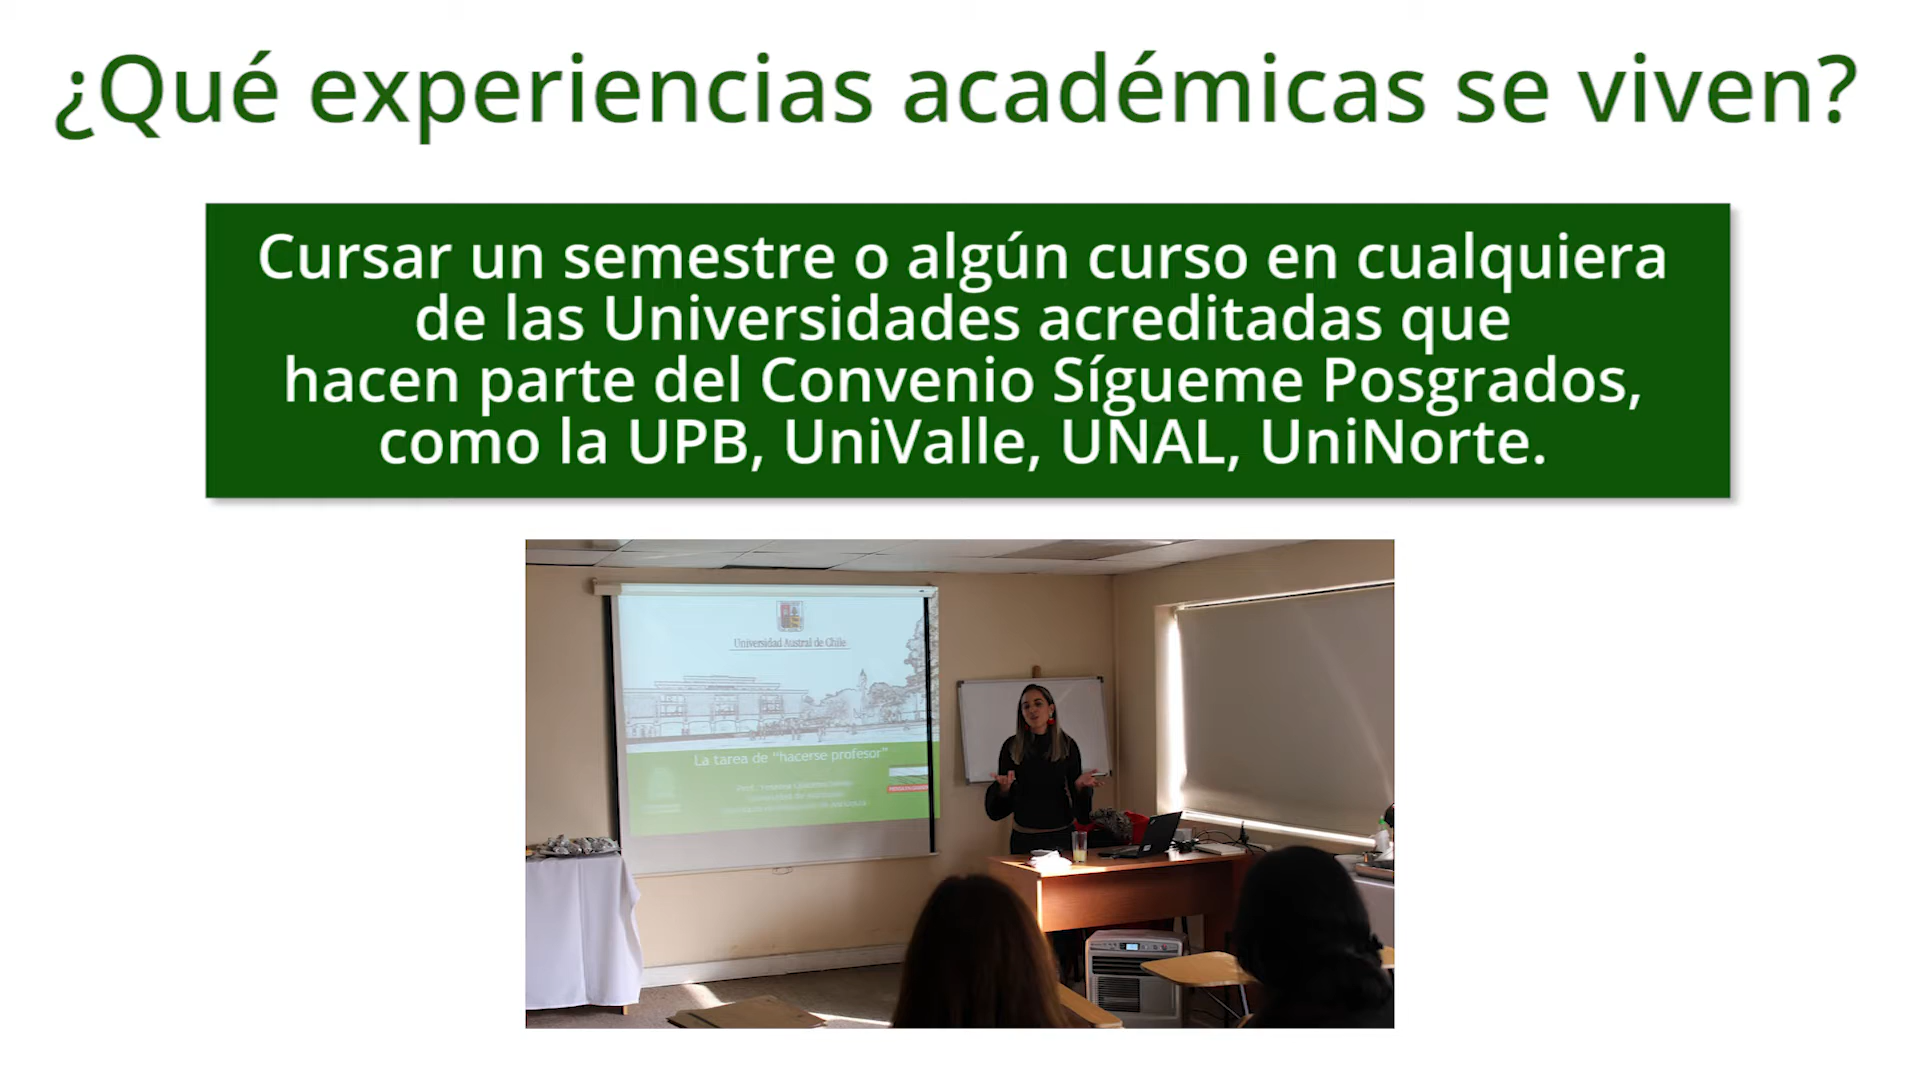 ¿Qué experiencias académicas se viven?
Cursar un semestre o algún curso en cualquiera
de las Universidades acreditadas que
hacen parte del Convenio Sígueme Posgrados,
como la UPB, UniValle, UNAL, UniNorte.
Universidad Austral de Chile
La tarea de “hacerse profesor”